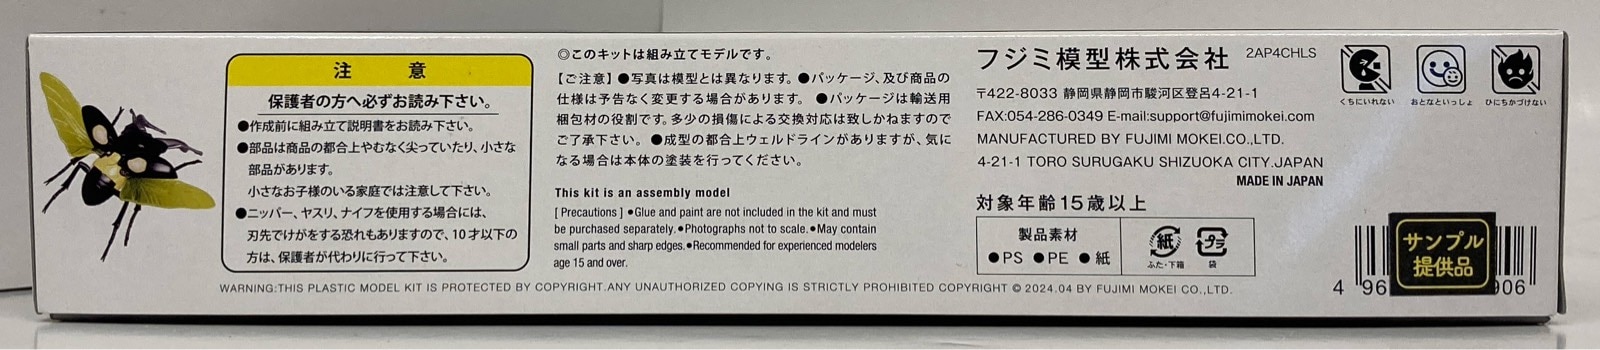 注 意
保護者の方へ必ずお読み下さい。
●作成前に組み立て説明書をお読み下さい。
●部品は商品の都合上やむなく尖っていたり、小さな
部品があります。
小さなお子様のいる家庭では注意して下さい。
●ニッパー、ヤスリ、ナイフを使用する場合には、
刃先でけがをする恐れもありますので、10才以下の
方は、保護者が代わりに行って下さい。
◎このキットは組み立てモデルです。
【ご注意】●写真は模型とは異なります。●パッケージ、及び商品の
仕様は予告なく変更する場合があります。 ●パッケージは輸送用
梱包材の役割です。多少の損傷による交換対応は致しかねますので
ご了承下さい。 ●成型の都合上ウェルドラインがありますが、気に
なる場合は本体の塗装を行ってください。
This kit is an assembly model
[ Precautions ] ●Glue and paint are not included in the kit and must
be purchased separately.●Photographs not to scale.●May contain
small parts and sharp edges.●Recommended for experienced modelers
age 15 and over.
フジミ模型株式会社 2AP4CHLS
〒422-8033 静岡県静岡市駿河区登呂4-21-1
FAX:054-286-0349 E-mail:support@fujimimokei.com
MANUFACTURED BY FUJIMI MOKEI CO.,LTD.
4-21-1 TORO SURUGAKU SHIZUOKA CITY.JAPAN
MADE IN JAPAN
対象年齢15歳以上
製品素材
●PS ●PE ●紙
紙
ふた・下箱
プラ
袋
くちにいれない
おとなといっしょ
ひにちかづけない
サンプル
提供品
4 96 906
WARNING:THIS PLASTIC MODEL KIT IS PROTECTED BY COPYRIGHT.ANY UNAUTHORIZED COPYING IS STRICTLY PROHIBITED COPYRIGHT © 2024.04 BY FUJIMI MOKEI CO.,LTD.